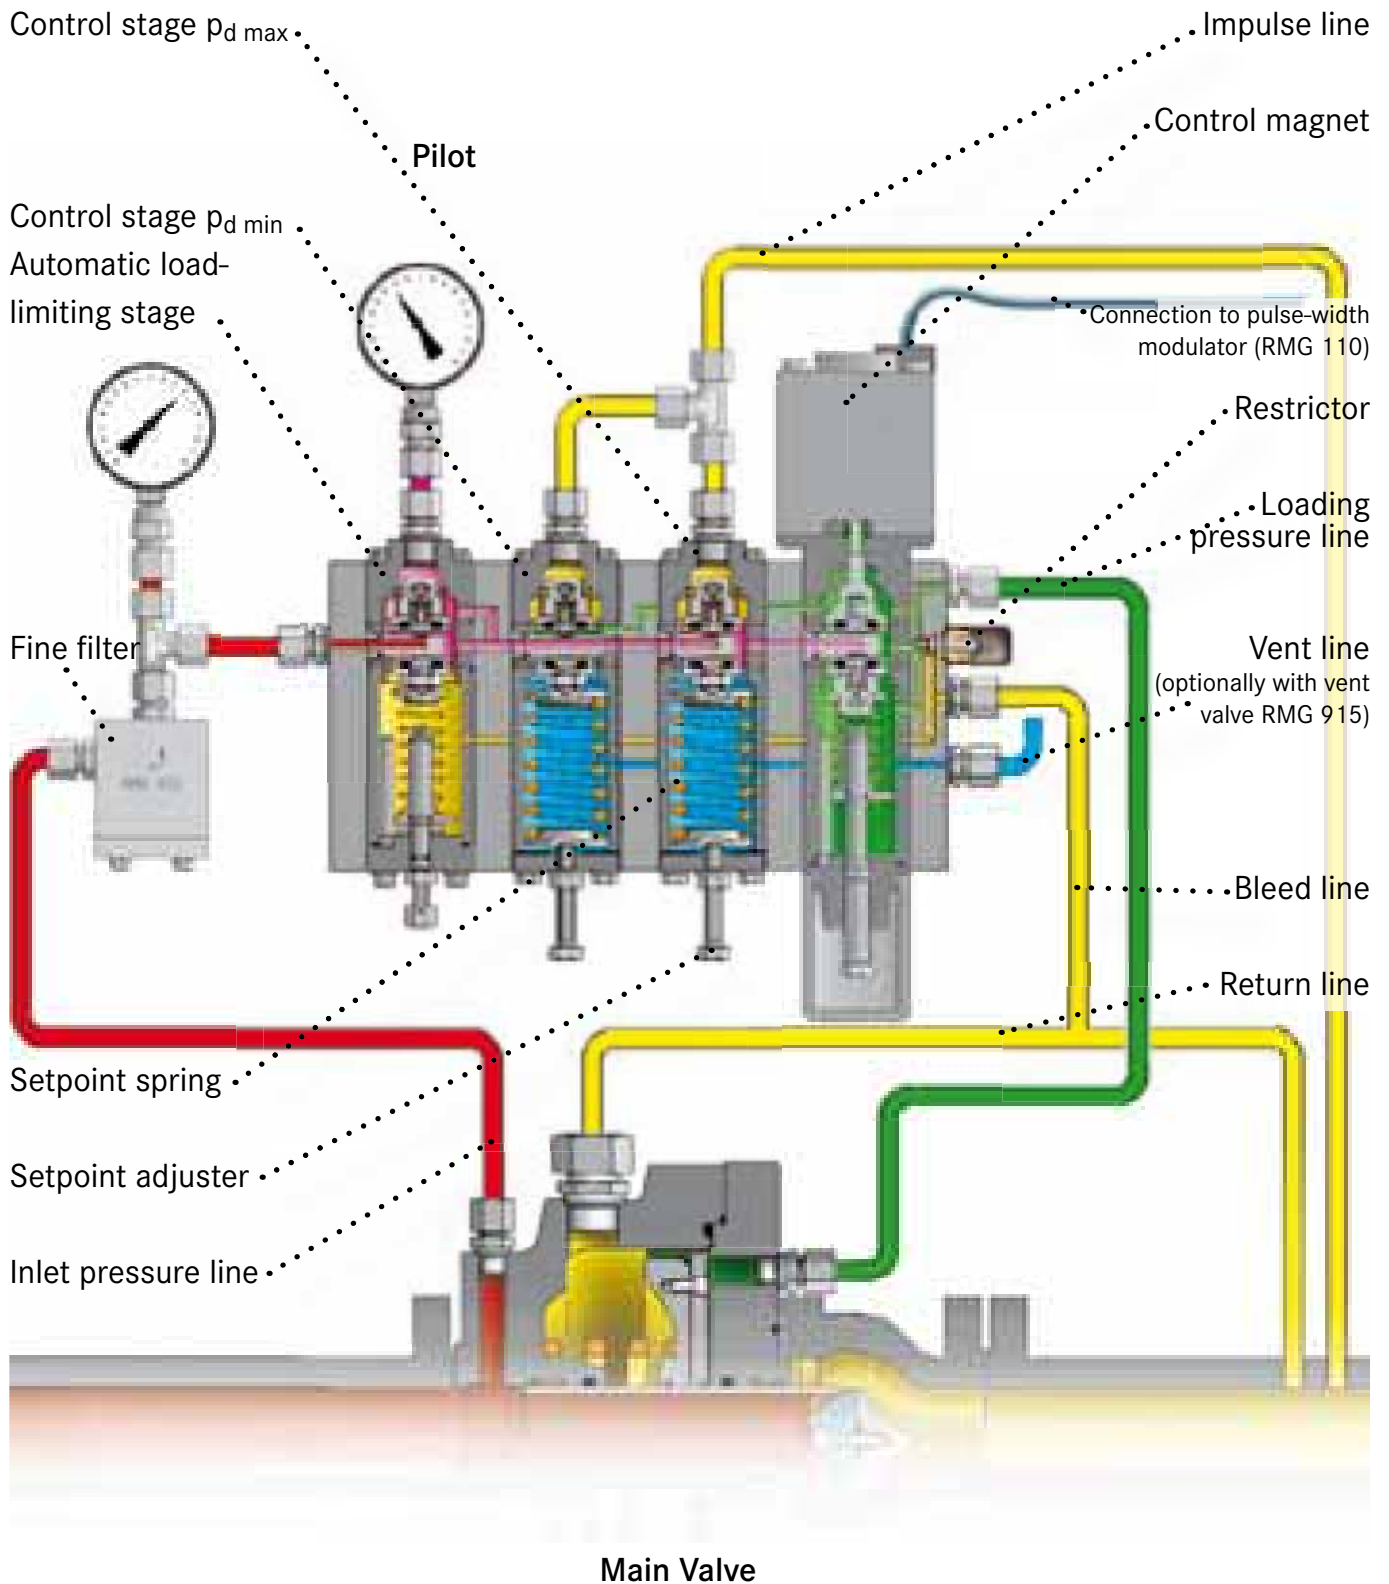 Control stage pd max
Impulse line
Control magnet
Pilot
Control stage pd min
Automatic load-
limiting stage
Connection to pulse-width
modulator (RMG 110)
Restrictor
Loading
pressure line
Fine filter
Vent line
(optionally with vent
valve RMG 915)
Bleed line
Return line
Setpoint spring
Setpoint adjuster
Inlet pressure line
Main Valve